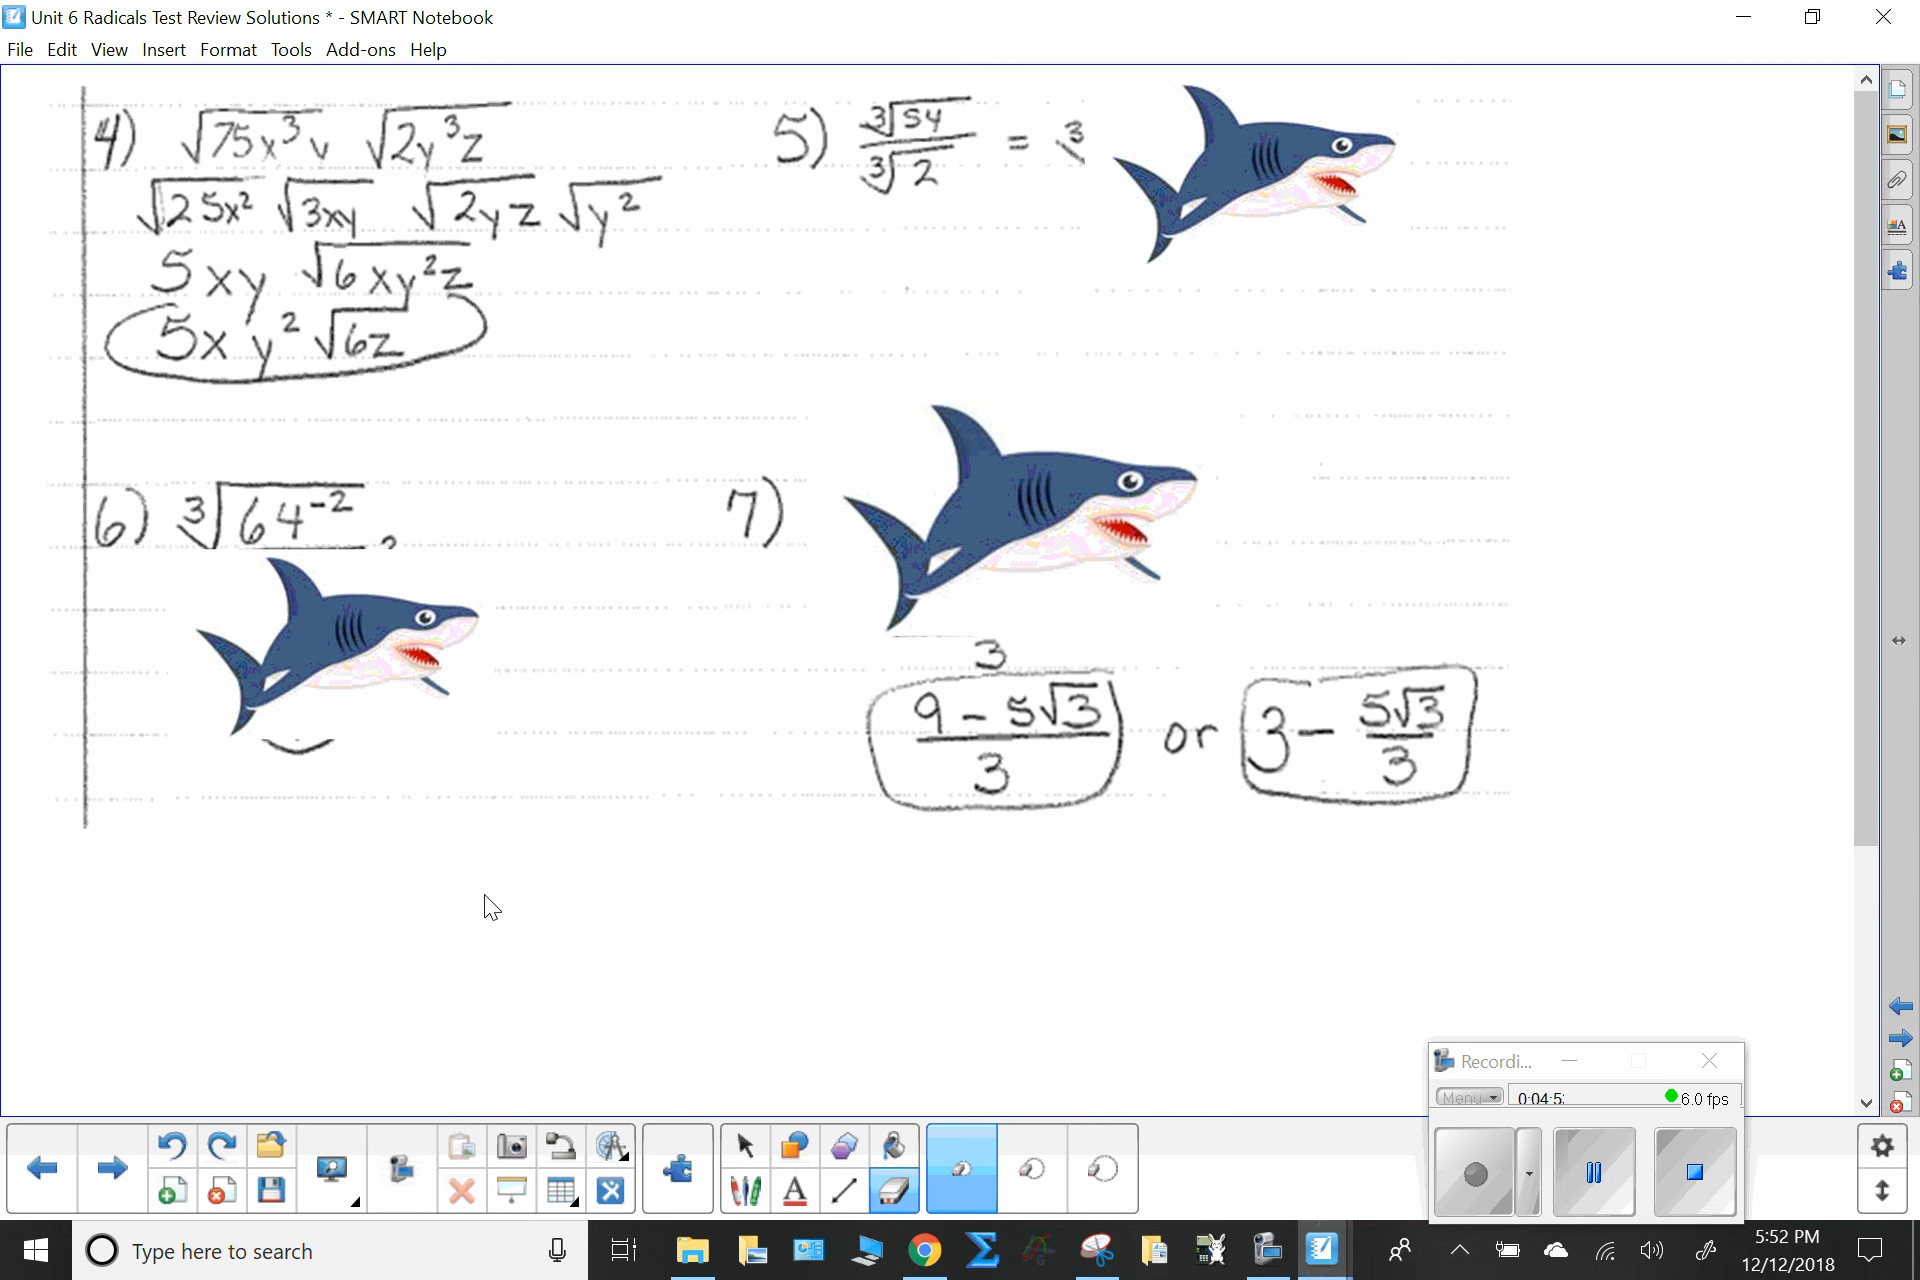 Unit 6 Radicals Test Review Solutions * - SMART Notebook
File Edit View Insert Format Tools Add-ons Help
4) √75x³y √2y³z
√25x² √3xy √2yz √y²
5xy √6xy²z
5xy²√6z
5) ∛54 / ∛2 = ∛
6) ∛64⁻²
7)
3
(9 - 5√3)/3 or 3 - 5√3/3
Recordi...
Menu 0:04:5 6.0 fps
A
Type here to search
5:52 PM
12/12/2018